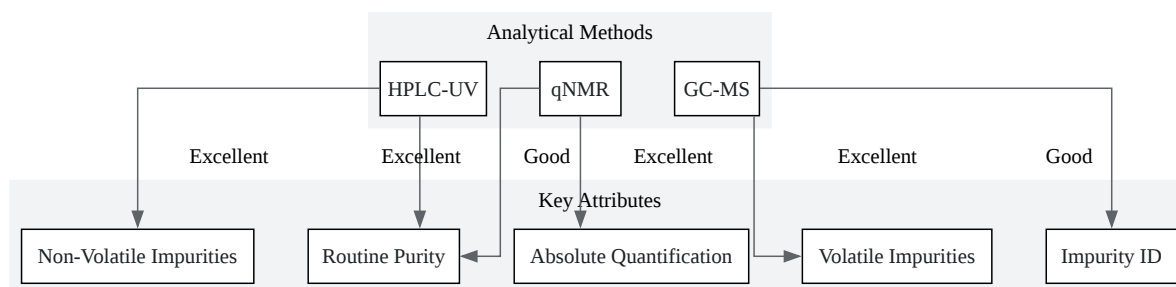 Analytical Methods
HPLC-UV
qNMR
GC-MS
Excellent
Excellent
Good
Excellent
Excellent
Good
Key Attributes
Non-Volatile Impurities
Routine Purity
Absolute Quantification
Volatile Impurities
Impurity ID